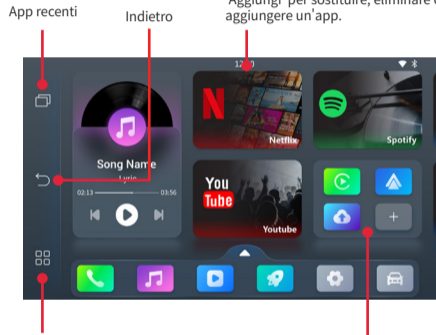 App recenti
Indietro
"Aggiungi" per sostituire, eliminare
aggiungere un'app.
Netflix
Spotify
Song Name
Lyric
02:13
03:56
You
Tube
Youtube